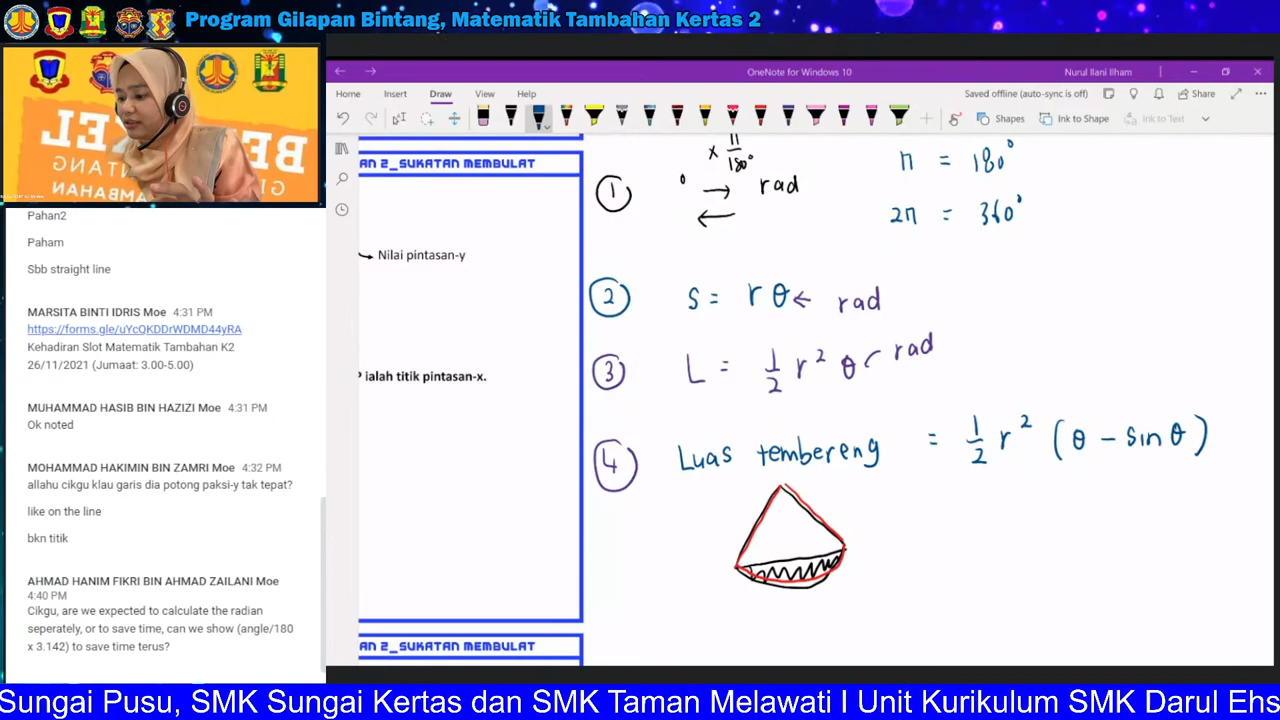 Program Gilapan Bintang, Matematik Tambahan Kertas 2
OneNote for Windows 10
Nurul Ilani Ilham
Home Insert Draw View Help
Saved offline (auto-sync is off)
Share
Shapes
Ink to Shape
Ink to Text
Pahan2
Paham
Sbb straight line
MARSITA BINTI IDRIS Moe 4:31 PM
https://forms.gle/uYcQKDDrWDMD44yRA
Kehadiran Slot Matematik Tambahan K2
26/11/2021 (Jumaat: 3.00-5.00)
MUHAMMAD HASIB BIN HAZIZI Moe 4:31 PM
Ok noted
MOHAMMAD HAKIMIN BIN ZAMRI Moe 4:32 PM
allahu cikgu klau garis dia potong paksi-y tak tepat?
like on the line
bkn titik
AHMAD HANIM FIKRI BIN AHMAD ZAILANI Moe
4:40 PM
Cikgu, are we expected to calculate the radian
seperately, or to save time, can we show (angle/180
x 3.142) to save time terus?
AN 2_SUKATAN MEMBULAT
Nilai pintasan-y
P ialah titik pintasan-x.
AN 2_SUKATAN MEMBULAT
x π/180°
1 ° → rad
←
π = 180°
2π = 360°
2 s = rθ ← rad
3 L = 1/2 r² θ rad
4 Luas tembereng = 1/2 r² (θ - sin θ)
Sungai Pusu, SMK Sungai Kertas dan SMK Taman Melawati I Unit Kurikulum SMK Darul Ehs